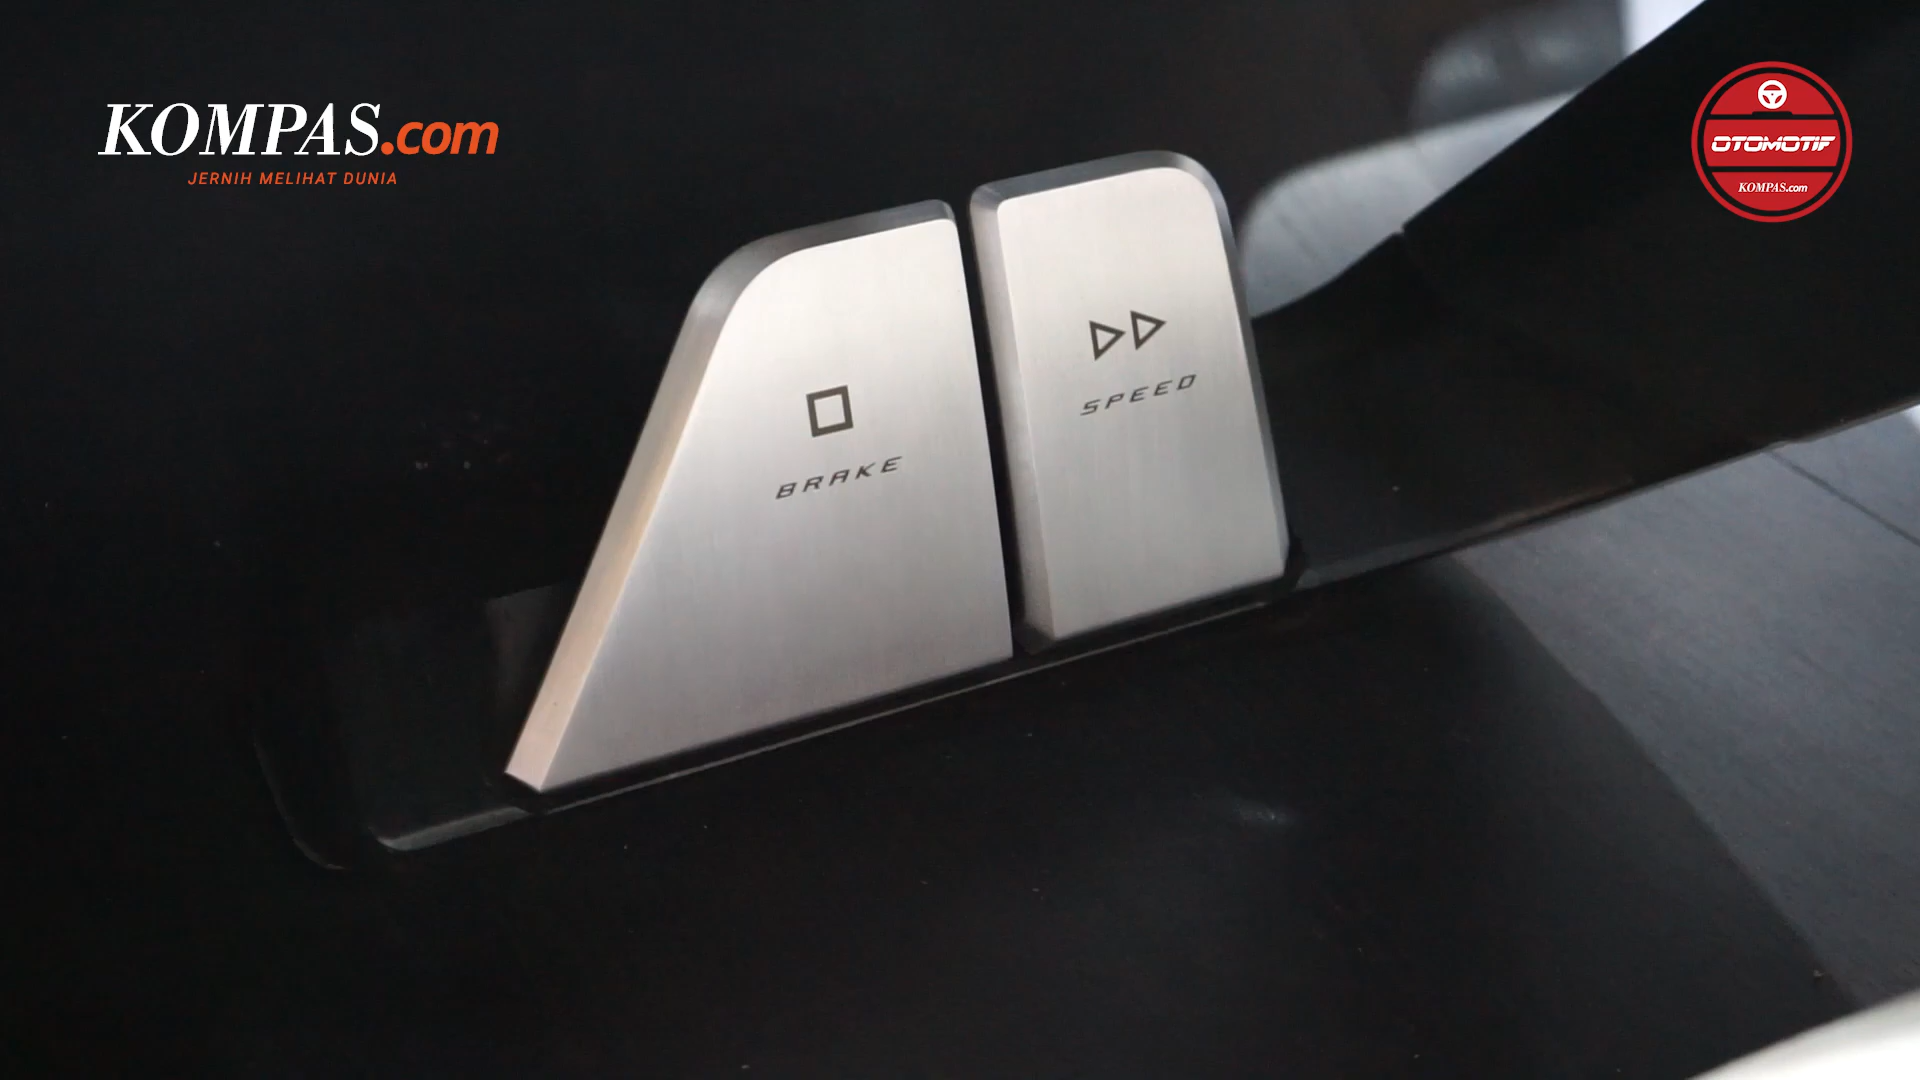 KOMPAS.com
JERNIH MELIHAT DUNIA
OTOMOTIF
KOMPAS.com
BRAKE
SPEED